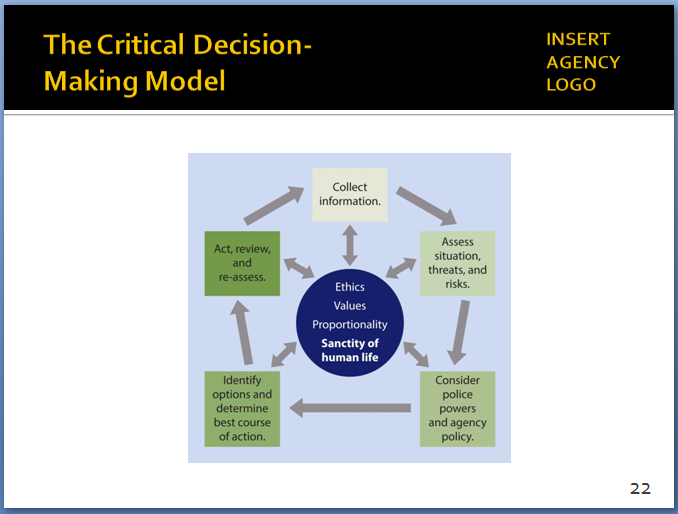 The Critical Decision-
Making Model
INSERT
AGENCY
LOGO
Collect
information.
Assess
situation,
threats, and
risks.
Consider
police
powers
and agency
policy.
Identify
options and
determine
best course
of action.
Act, review,
and
re-assess.
Ethics
Values
Proportionality
Sanctity of
human life
22